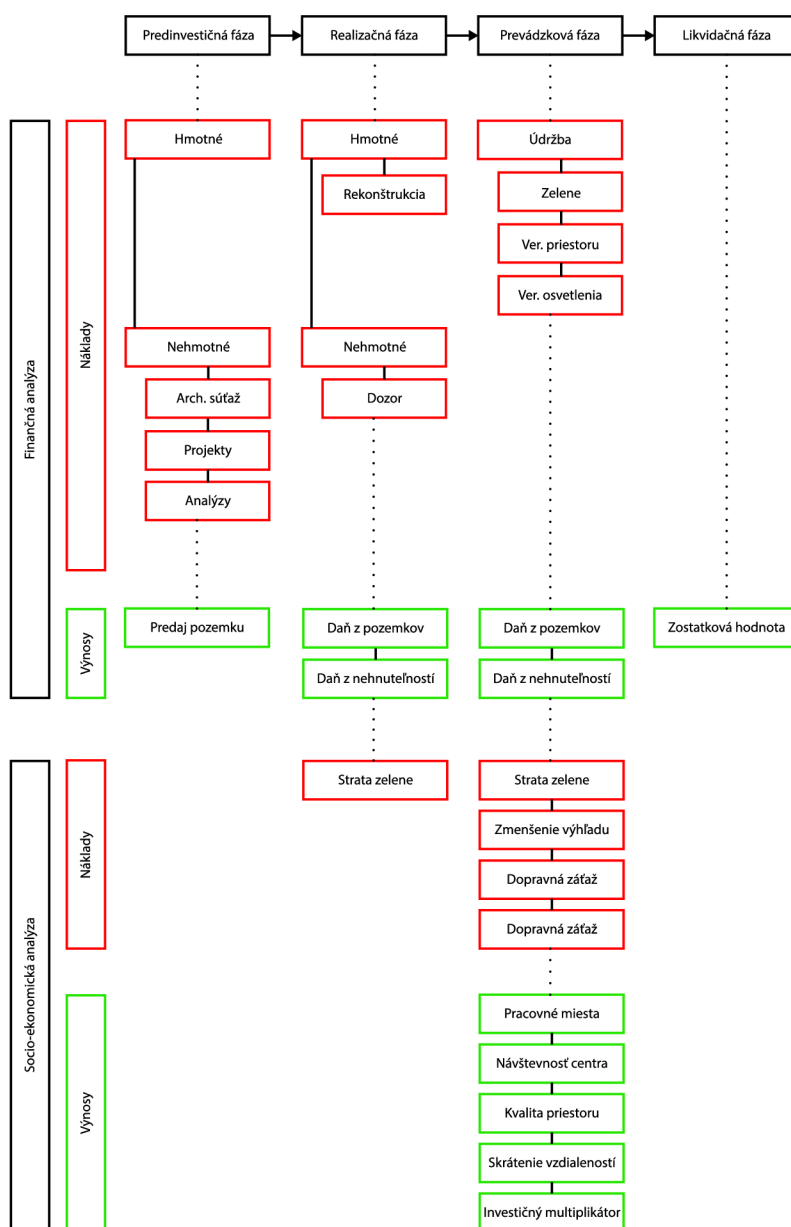 Predinvestičná fáza
Realizačná fáza
Prevádzková fáza
Likvidačná fáza
Finančná analýza
Náklady
Hmotné
Hmotné
Údržba
Rekonštrukcia
Zelene
Ver. priestoru
Ver. osvetlenia
Nehmotné
Nehmotné
Arch. súťaž
Dozor
Projekty
Analýzy
Výnosy
Predaj pozemku
Daň z pozemkov
Daň z pozemkov
Zostatková hodnota
Daň z nehnuteľností
Daň z nehnuteľností
Socio-ekonomická analýza
Náklady
Strata zelene
Strata zelene
Zmenšenie výhľadu
Dopravná záťaž
Dopravná záťaž
Výnosy
Pracovné miesta
Návštevnosť centra
Kvalita priestoru
Skrátenie vzdialeností
Investičný multiplikátor